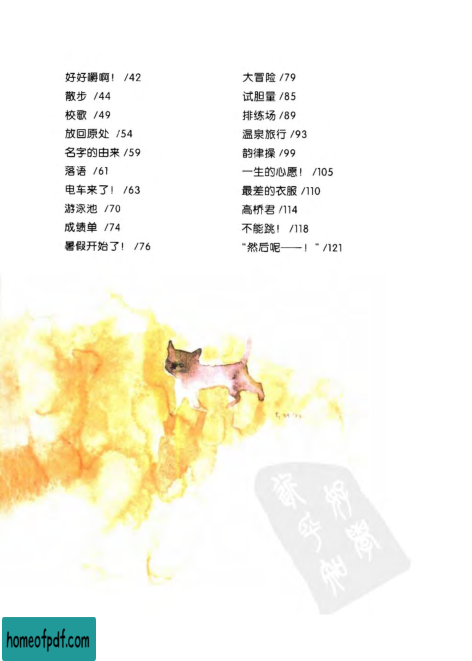 好好嚼啊！ /42
散步 /44
校歌 /49
放回原处 /54
名字的由来 /59
落语 /61
电车来了！ /63
游泳池 /70
成绩单 /74
暑假开始了！ /76
大冒险 /79
试胆量 /85
排练场 /89
温泉旅行 /93
韵律操 /99
一生的心愿！ /105
最差的衣服 /110
高桥君 /114
不能跳！ /118
“然后呢——！” /121
homeofpdf.com